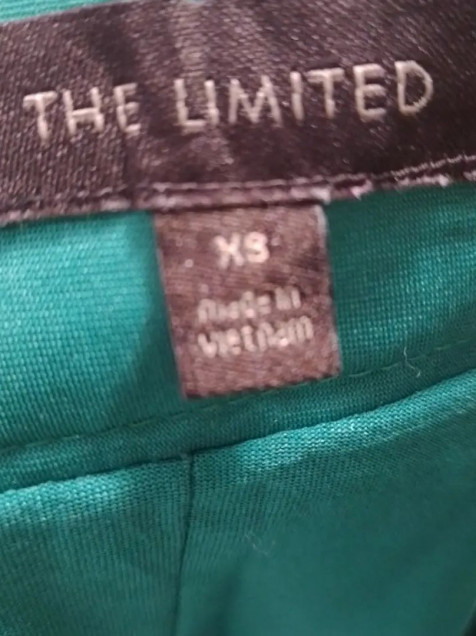 THE LIMITED
XS
made in
vietnam